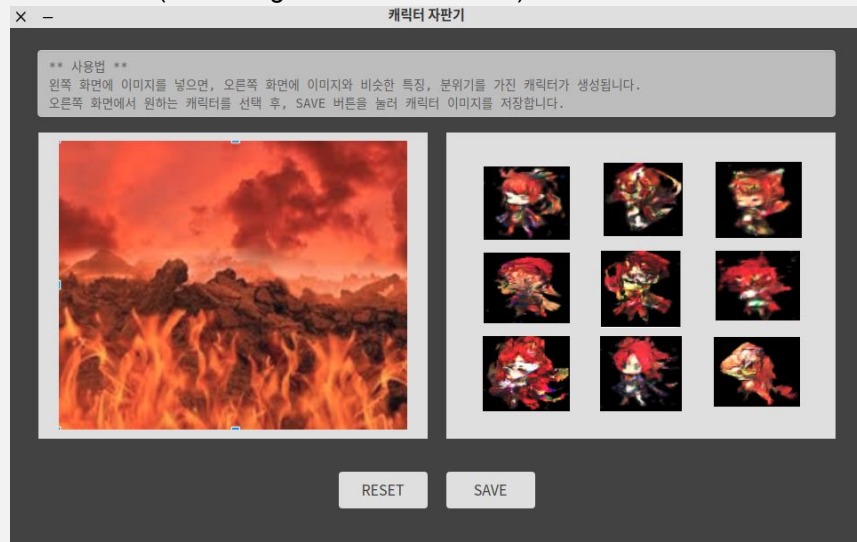 캐릭터 자판기
** 사용법 **
왼쪽 화면에 이미지를 넣으면, 오른쪽 화면에 이미지와 비슷한 특징, 분위기를 가진 캐릭터가 생성됩니다.
오른쪽 화면에서 원하는 캐릭터를 선택 후, SAVE 버튼을 눌러 캐릭터 이미지를 저장합니다.
RESET SAVE